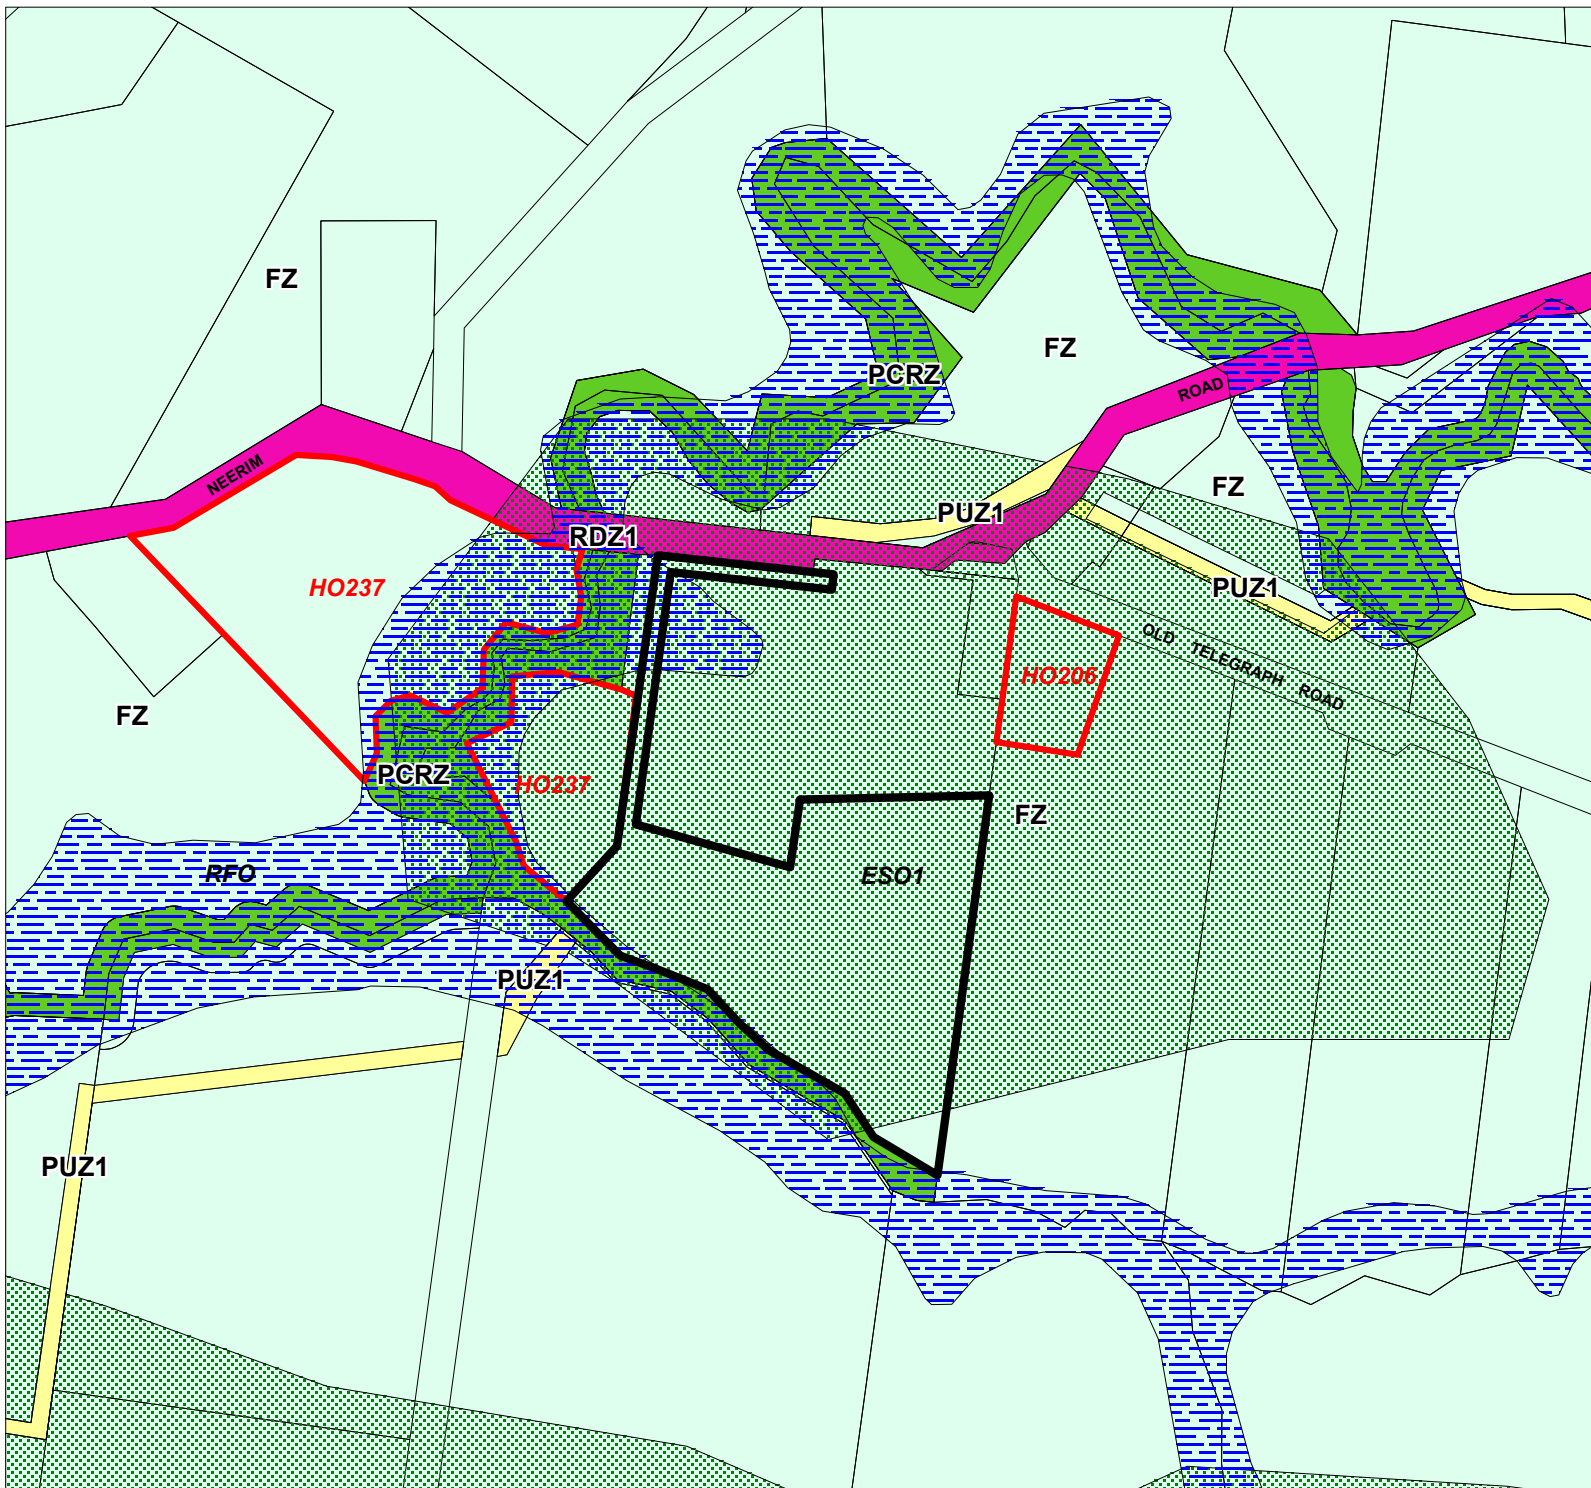 FZ
FZ
PCRZ
ROAD
NEERIM
FZ
PUZ1
RDZ1
HO237
PUZ1
OLD TELEGRAPH ROAD
HO206
FZ
PCRZ
HO237
FZ
RFO
ESO1
PUZ1
PUZ1